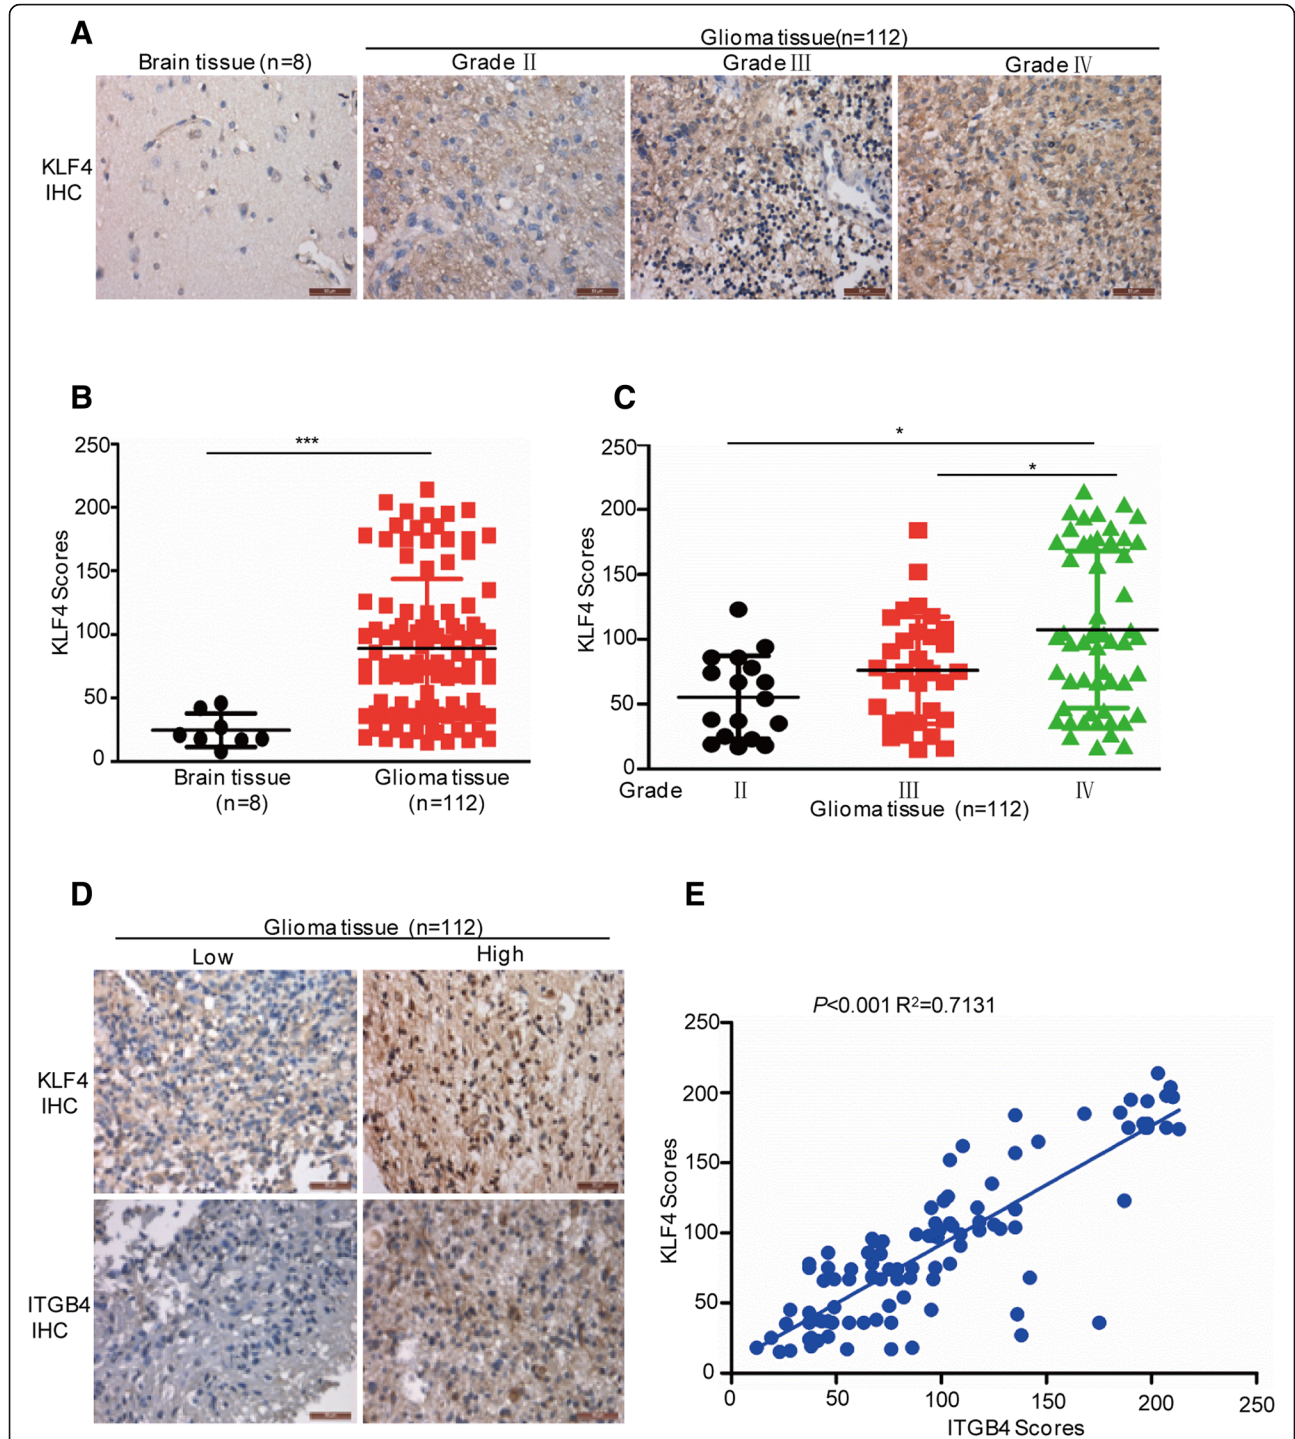 A
Glioma tissue(n=112)
Brain tissue (n=8)
Grade Ⅱ
Grade Ⅲ
Grade Ⅳ
KLF4
IHC
B
***
250
200
150
100
50
0
KLF4 Scores
Brain tissue
(n=8)
Glioma tissue
(n=112)
C
*
*
250
200
150
100
50
0
KLF4 Scores
Grade
Ⅱ
Ⅲ
Ⅳ
Glioma tissue (n=112)
D
Glioma tissue (n=112)
Low
High
KLF4
IHC
ITGB4
IHC
E
P<0.001 R²=0.7131
250
200
150
100
50
0
KLF4 Scores
0
50
100
150
200
250
ITGB4 Scores